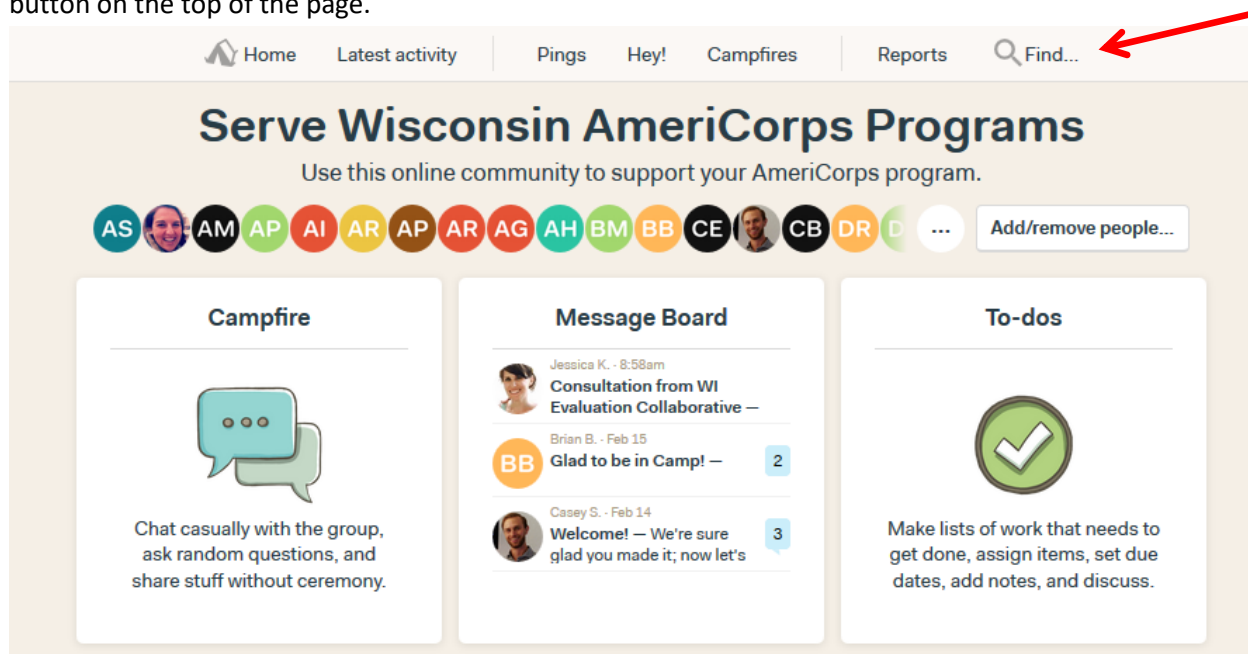 button on the top of the page.
Home Latest activity Pings Hey! Campfires Reports Find...
Serve Wisconsin AmeriCorps Programs
Use this online community to support your AmeriCorps program.
AS AM AP AI AR AP AR AG AH BM BB CE CB DR D ... Add/remove people...
Campfire
Chat casually with the group,
ask random questions, and
share stuff without ceremony.
Message Board
Jessica K. - 8:58am
Consultation from WI
Evaluation Collaborative —
Brian B. - Feb 15
BB Glad to be in Camp! — 2
Casey S. - Feb 14
Welcome! — We're sure 3
glad you made it; now let's
To-dos
Make lists of work that needs to
get done, assign items, set due
dates, add notes, and discuss.